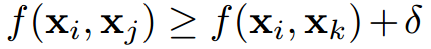 f(𝐱ᵢ, 𝐱ⱼ) ≥ f(𝐱ᵢ, 𝐱ₖ) + δ